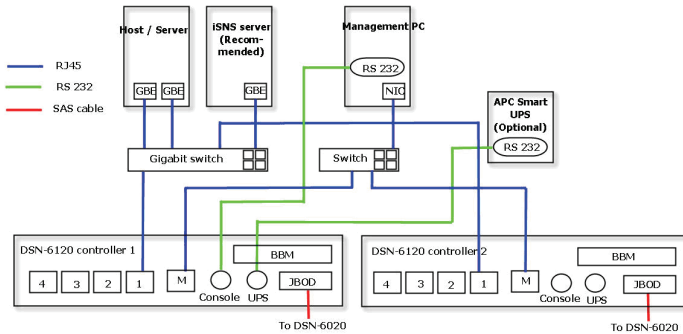 Host / Server
iSNS server
(Recom-
mended)
Management PC
RJ45
RS 232
SAS cable
RS 232
GBE
GBE
GBE
NIC
APC Smart
UPS
(Optional)
RS 232
Gigabit switch
Switch
DSN-6120 controller 1
BBM
4
3
2
1
M
Console
UPS
JBOD
To DSN-6020
DSN-6120 controller 2
BBM
4
3
2
1
M
Console
UPS
JBOD
To DSN-6020